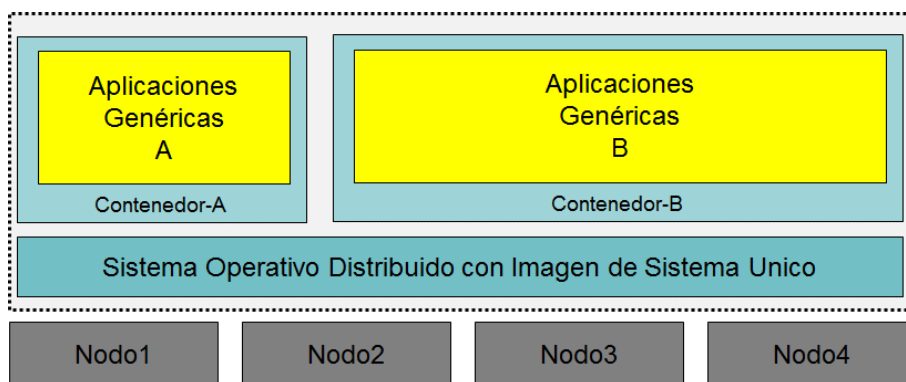 Aplicaciones
Genéricas
A
Contenedor-A
Aplicaciones
Genéricas
B
Contenedor-B
Sistema Operativo Distribuido con Imagen de Sistema Unico
Nodo1
Nodo2
Nodo3
Nodo4